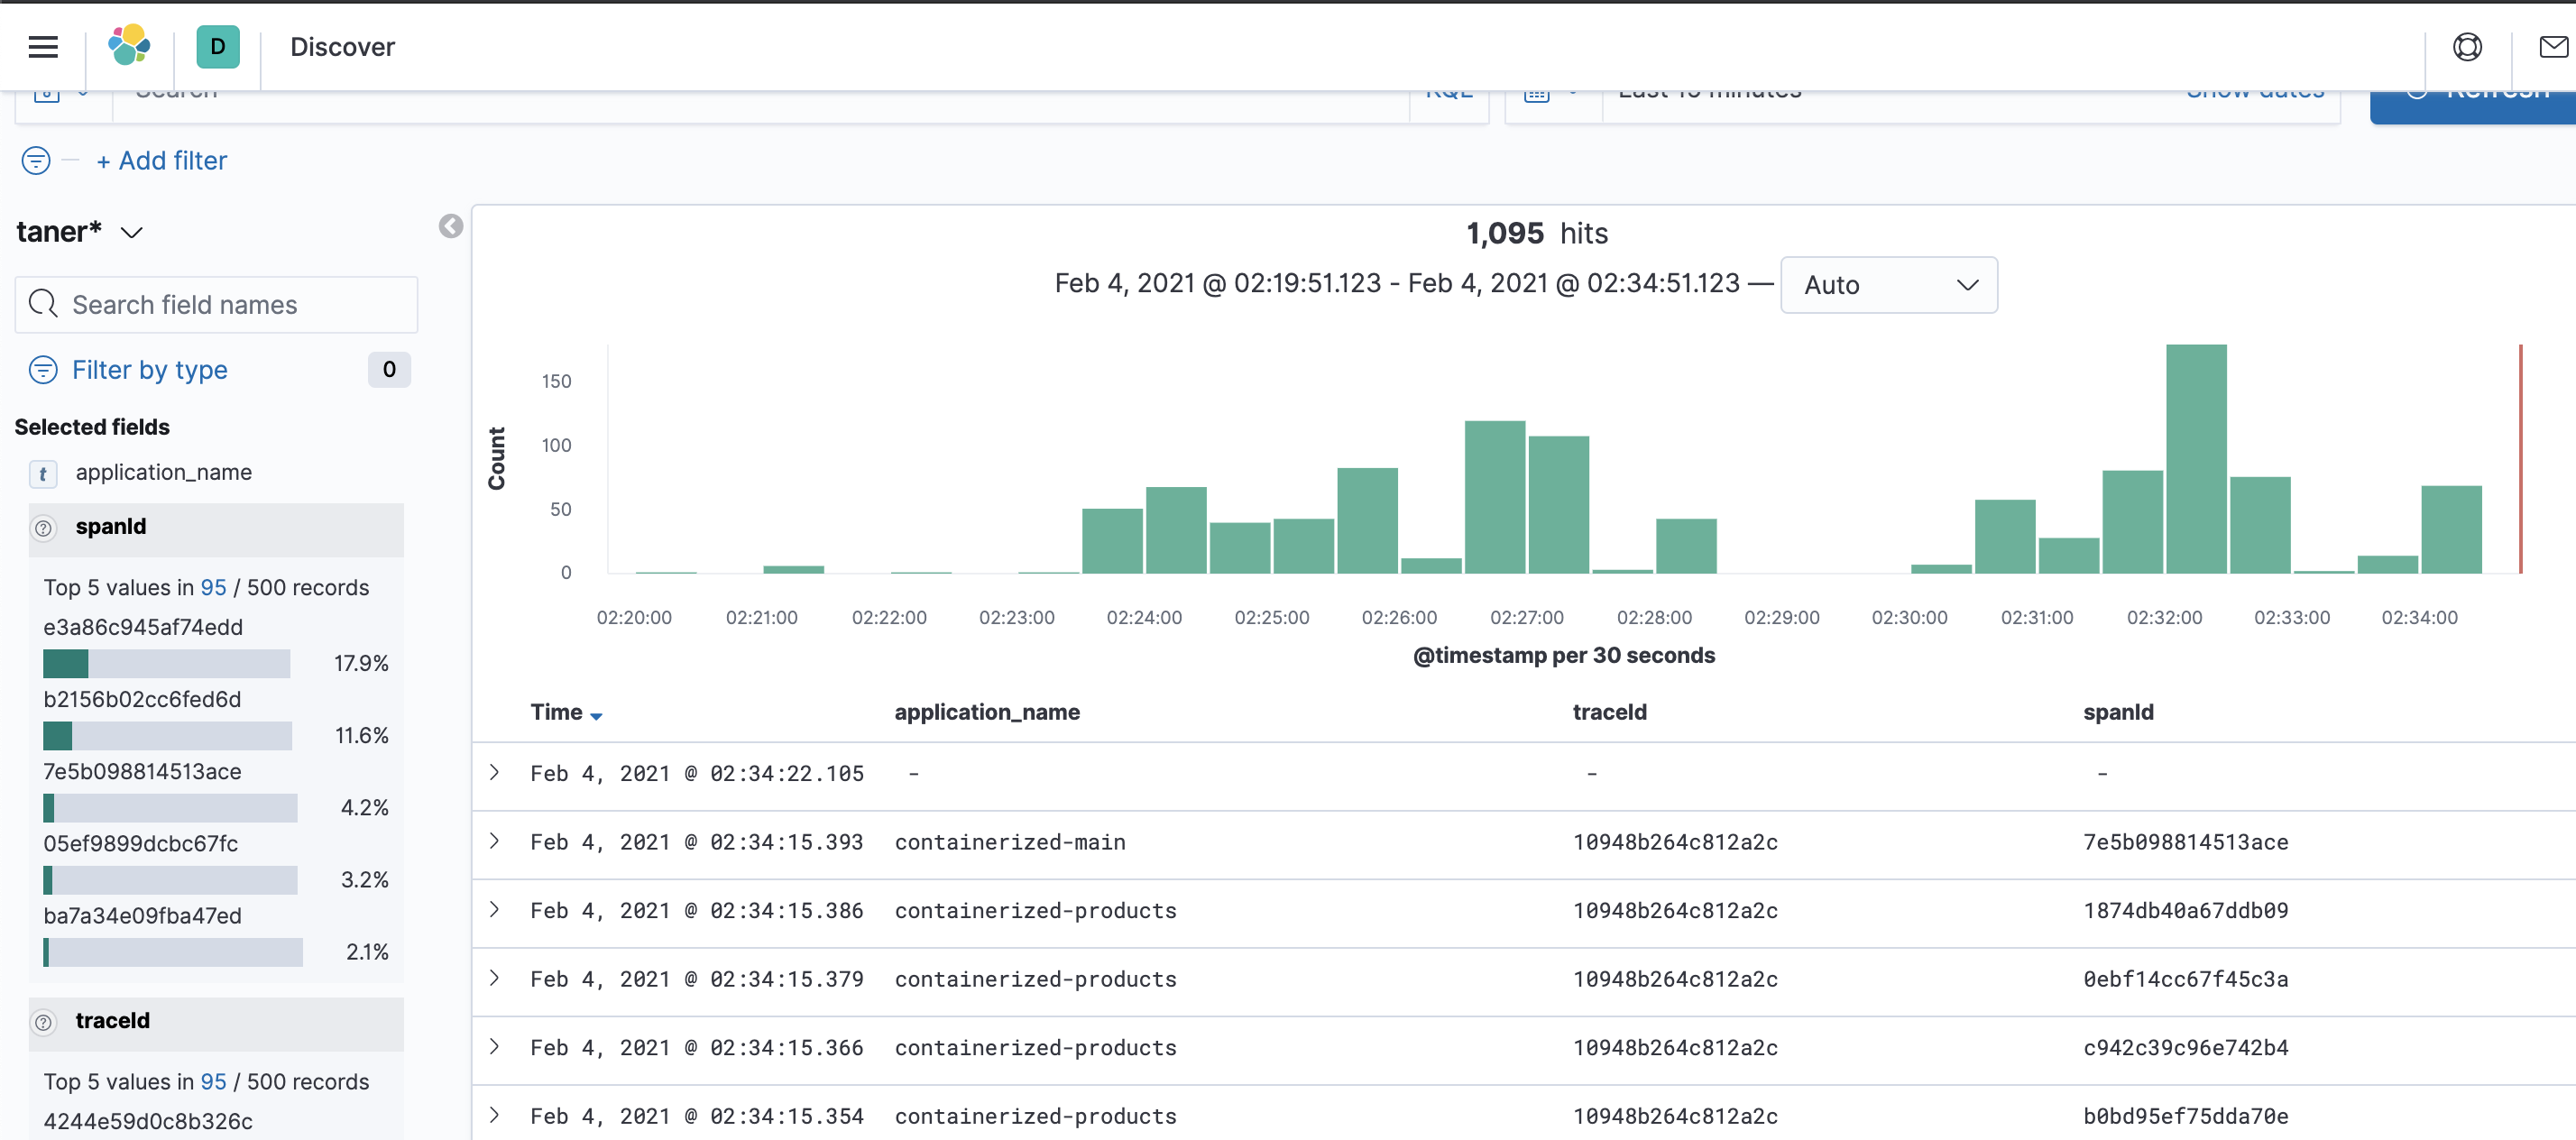 D
Discover
Search
KQL
Last 15 minutes
Show dates
Refresh
+ Add filter
taner*
Search field names
Filter by type
0
Selected fields
t
application_name
?
spanId
Top 5 values in 95 / 500 records
e3a86c945af74edd
17.9%
b2156b02cc6fed6d
11.6%
7e5b098814513ace
4.2%
05ef9899dcbc67fc
3.2%
ba7a34e09fba47ed
2.1%
?
traceId
Top 5 values in 95 / 500 records
4244e59d0c8b326c
1,095 hits
Feb 4, 2021 @ 02:19:51.123 - Feb 4, 2021 @ 02:34:51.123 — Auto
Count
150
100
50
0
02:20:00 02:21:00 02:22:00 02:23:00 02:24:00 02:25:00 02:26:00 02:27:00 02:28:00 02:29:00 02:30:00 02:31:00 02:32:00 02:33:00 02:34:00
@timestamp per 30 seconds
Time application_name traceId spanId
Feb 4, 2021 @ 02:34:22.105 - - -
Feb 4, 2021 @ 02:34:15.393 containerized-main 10948b264c812a2c 7e5b098814513ace
Feb 4, 2021 @ 02:34:15.386 containerized-products 10948b264c812a2c 1874db40a67ddb09
Feb 4, 2021 @ 02:34:15.379 containerized-products 10948b264c812a2c 0ebf14cc67f45c3a
Feb 4, 2021 @ 02:34:15.366 containerized-products 10948b264c812a2c c942c39c96e742b4
Feb 4, 2021 @ 02:34:15.354 containerized-products 10948b264c812a2c b0bd95ef75dda70e